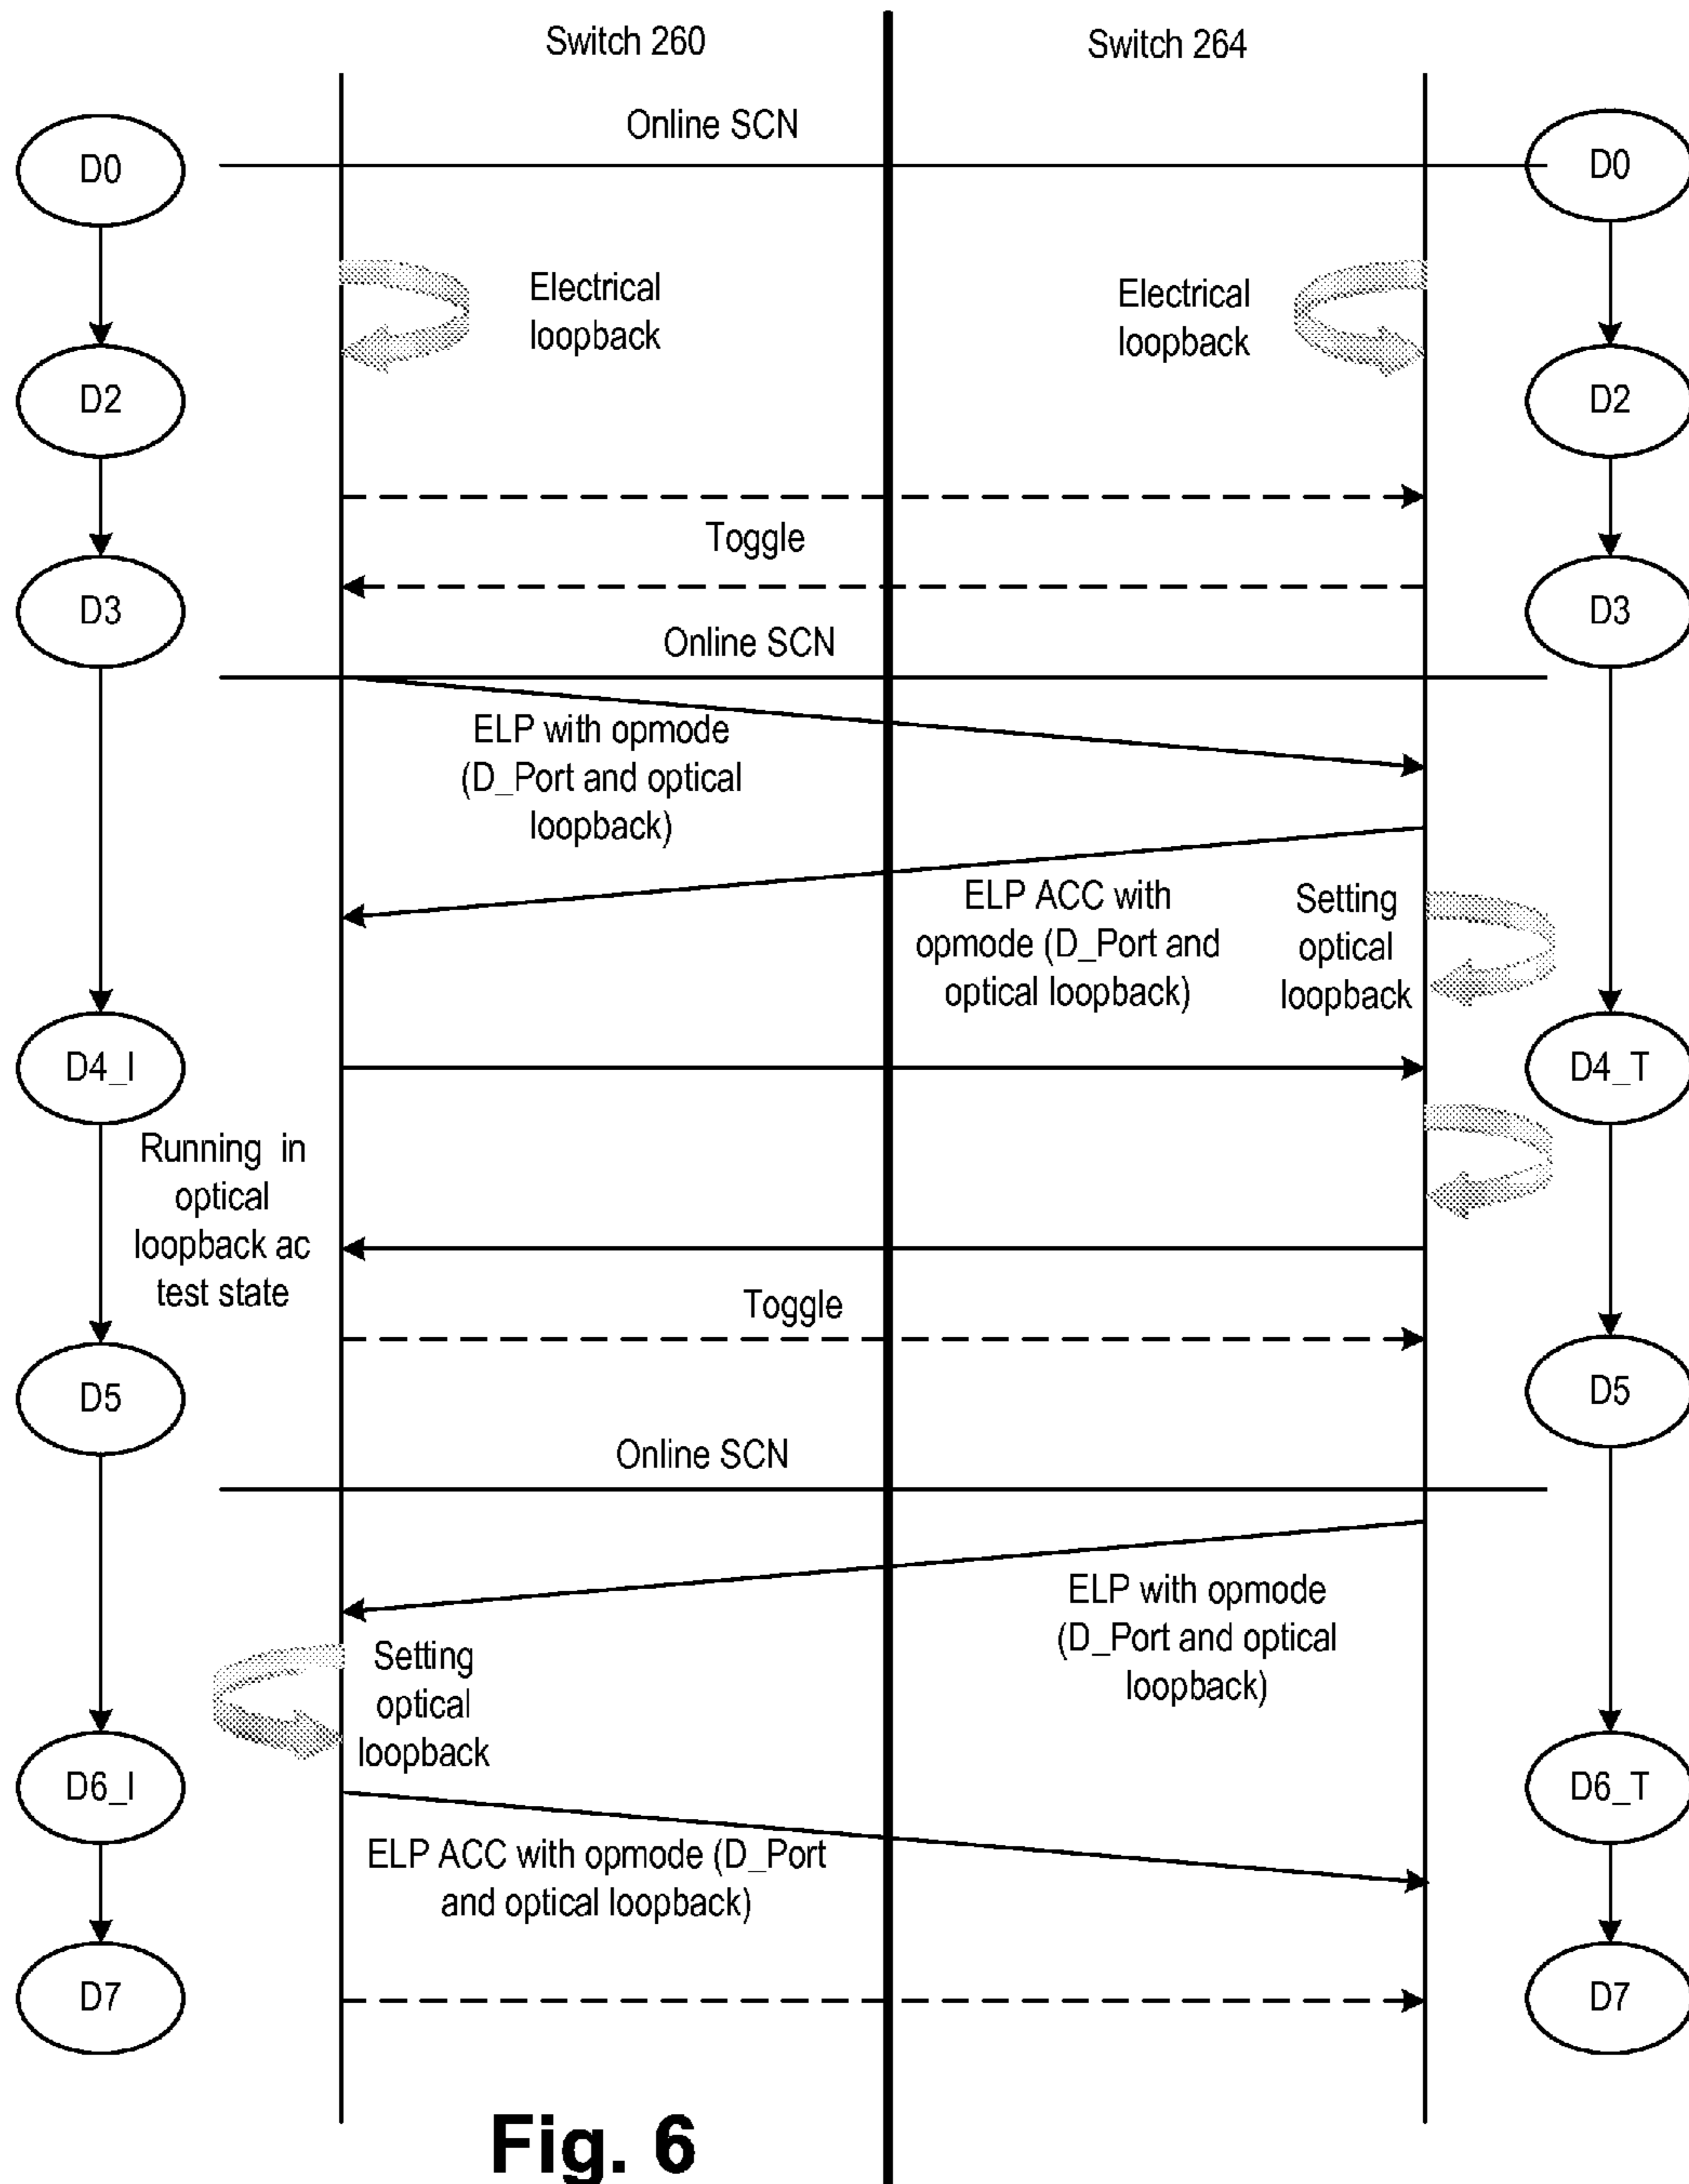 Switch 260
Switch 264
Online SCN
D0
D0
Electrical
loopback
Electrical
loopback
D2
D2
Toggle
D3
D3
Online SCN
ELP with opmode
(D_Port and optical
loopback)
ELP ACC with
opmode (D_Port and
optical loopback)
Setting
optical
loopback
D4_I
D4_T
Running in
optical
loopback ac
test state
Toggle
D5
D5
Online SCN
ELP with opmode
(D_Port and optical
loopback)
Setting
optical
loopback
D6_I
D6_T
ELP ACC with opmode (D_Port
and optical loopback)
D7
D7
Fig. 6